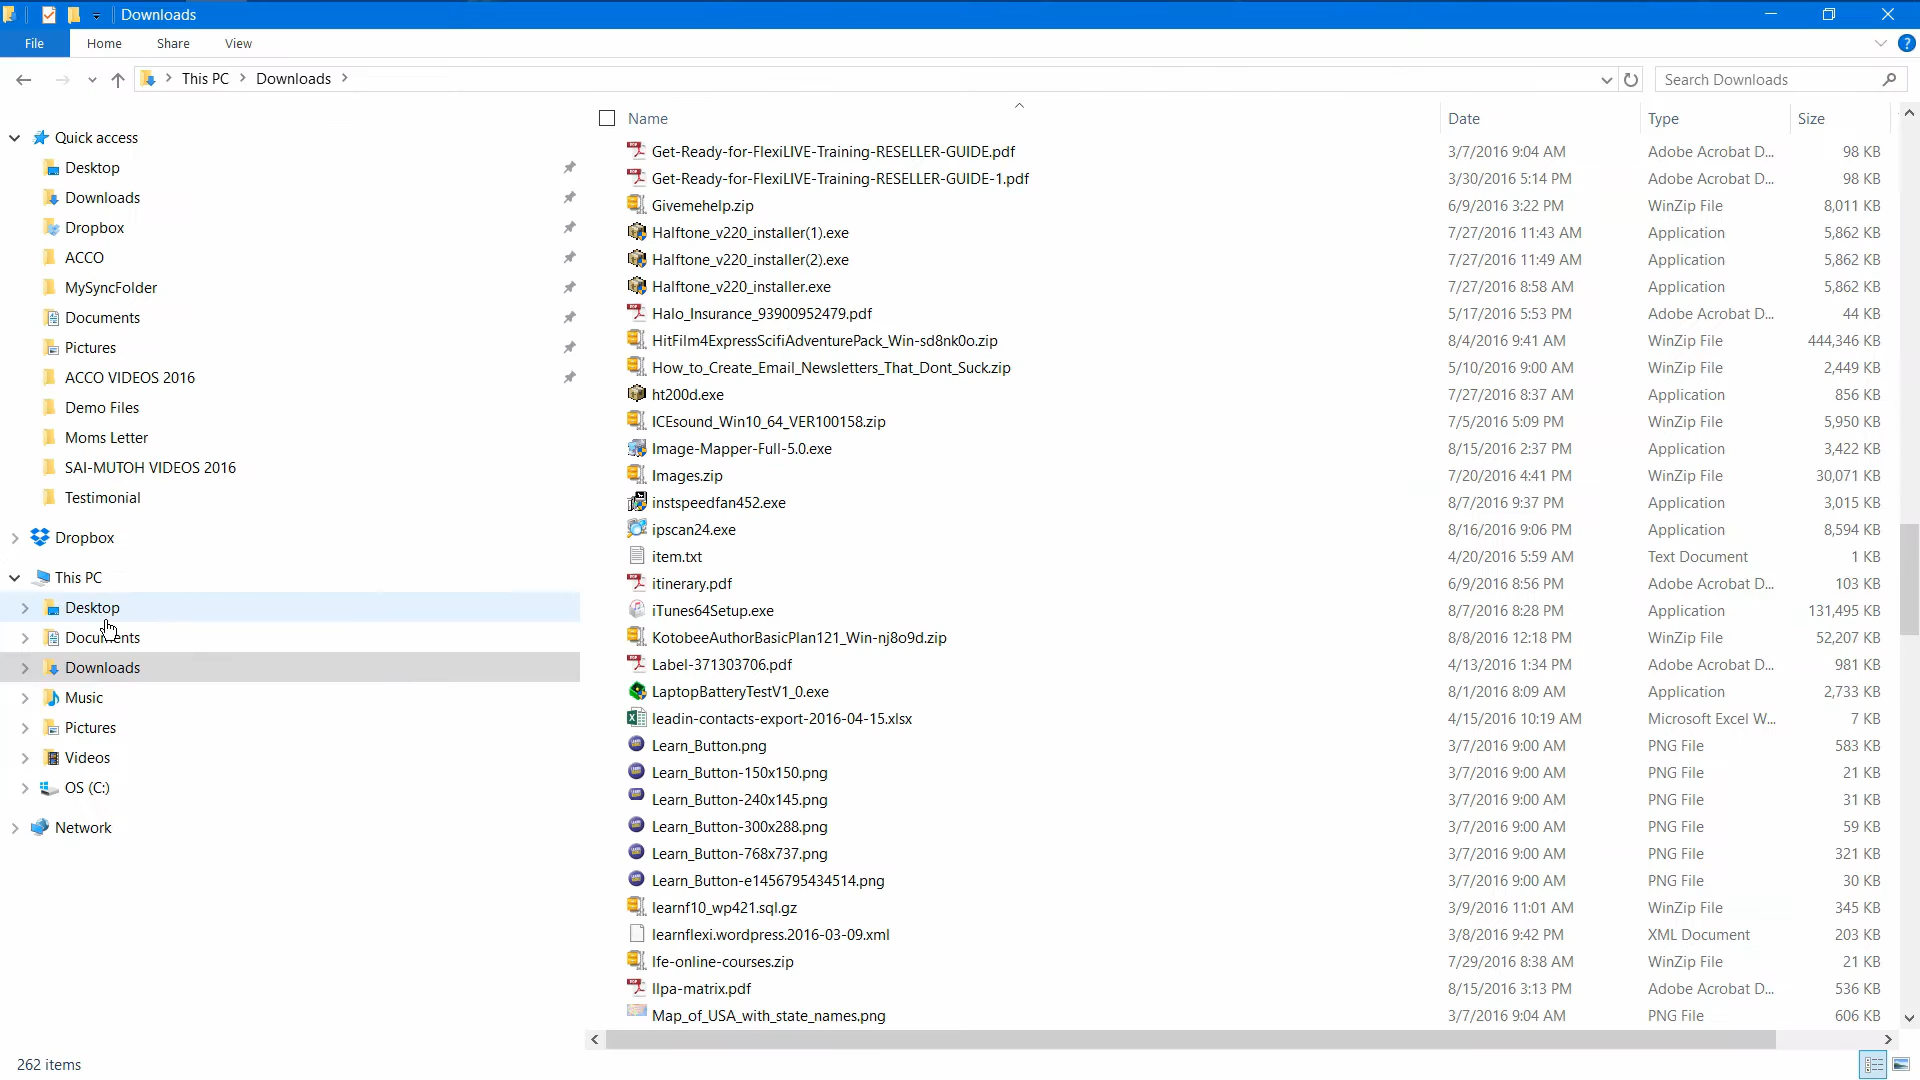 Downloads
File Home Share View
This PC Downloads Search Downloads
Name Date Type Size
Quick access
Desktop
Downloads
Dropbox
ACCO
MySyncFolder
Documents
Pictures
ACCO VIDEOS 2016
Demo Files
Moms Letter
SAI-MUTOH VIDEOS 2016
Testimonial
Dropbox
This PC
Desktop
Documents
Downloads
Music
Pictures
Videos
OS (C:)
Network
Get-Ready-for-FlexiLIVE-Training-RESELLER-GUIDE.pdf 3/7/2016 9:04 AM Adobe Acrobat D... 98 KB
Get-Ready-for-FlexiLIVE-Training-RESELLER-GUIDE-1.pdf 3/30/2016 5:14 PM Adobe Acrobat D... 98 KB
Givemehelp.zip 6/9/2016 3:22 PM WinZip File 8,011 KB
Halftone_v220_installer(1).exe 7/27/2016 11:43 AM Application 5,862 KB
Halftone_v220_installer(2).exe 7/27/2016 11:49 AM Application 5,862 KB
Halftone_v220_installer.exe 7/27/2016 8:58 AM Application 5,862 KB
Halo_Insurance_93900952479.pdf 5/17/2016 5:53 PM Adobe Acrobat D... 44 KB
HitFilm4ExpressScifiAdventurePack_Win-sd8nk0o.zip 8/4/2016 9:41 AM WinZip File 444,346 KB
How_to_Create_Email_Newsletters_That_Dont_Suck.zip 5/10/2016 9:00 AM WinZip File 2,449 KB
ht200d.exe 7/27/2016 8:37 AM Application 856 KB
ICEsound_Win10_64_VER100158.zip 7/5/2016 5:09 PM WinZip File 5,950 KB
Image-Mapper-Full-5.0.exe 8/15/2016 2:37 PM Application 3,422 KB
Images.zip 7/20/2016 4:41 PM WinZip File 30,071 KB
instspeedfan452.exe 8/7/2016 9:37 PM Application 3,015 KB
ipscan24.exe 8/16/2016 9:06 PM Application 8,594 KB
item.txt 4/20/2016 5:59 AM Text Document 1 KB
itinerary.pdf 6/9/2016 8:56 PM Adobe Acrobat D... 103 KB
iTunes64Setup.exe 8/7/2016 8:28 PM Application 131,495 KB
KotobeeAuthorBasicPlan121_Win-nj8o9d.zip 8/8/2016 12:18 PM WinZip File 52,207 KB
Label-371303706.pdf 4/13/2016 1:34 PM Adobe Acrobat D... 981 KB
LaptopBatteryTestV1_0.exe 8/1/2016 8:09 AM Application 2,733 KB
leadin-contacts-export-2016-04-15.xlsx 4/15/2016 10:19 AM Microsoft Excel W... 7 KB
Learn_Button.png 3/7/2016 9:00 AM PNG File 583 KB
Learn_Button-150x150.png 3/7/2016 9:00 AM PNG File 21 KB
Learn_Button-240x145.png 3/7/2016 9:00 AM PNG File 31 KB
Learn_Button-300x288.png 3/7/2016 9:00 AM PNG File 59 KB
Learn_Button-768x737.png 3/7/2016 9:00 AM PNG File 321 KB
Learn_Button-e1456795434514.png 3/7/2016 9:00 AM PNG File 30 KB
learnf10_wp421.sql.gz 3/9/2016 11:01 AM WinZip File 345 KB
learnflexi.wordpress.2016-03-09.xml 3/8/2016 9:42 PM XML Document 203 KB
lfe-online-courses.zip 7/29/2016 8:38 AM WinZip File 21 KB
llpa-matrix.pdf 8/15/2016 3:13 PM Adobe Acrobat D... 536 KB
Map_of_USA_with_state_names.png 3/7/2016 9:04 AM PNG File 606 KB
262 items